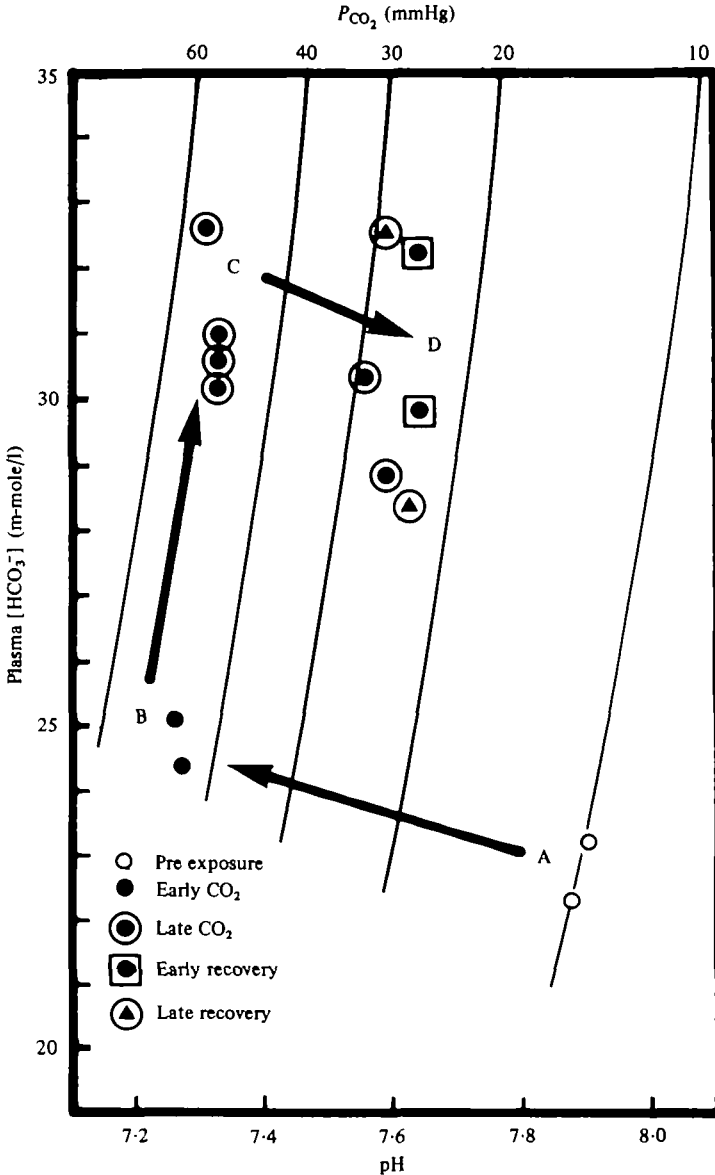 P_CO₂ (mmHg)
60 40 30 20 10
35
30
25
20
Plasma [HCO₃⁻] (m-mole/l)
C
D
B
A
Pre exposure
Early CO₂
Late CO₂
Early recovery
Late recovery
7·2 7·4 7·6 7·8 8·0
pH